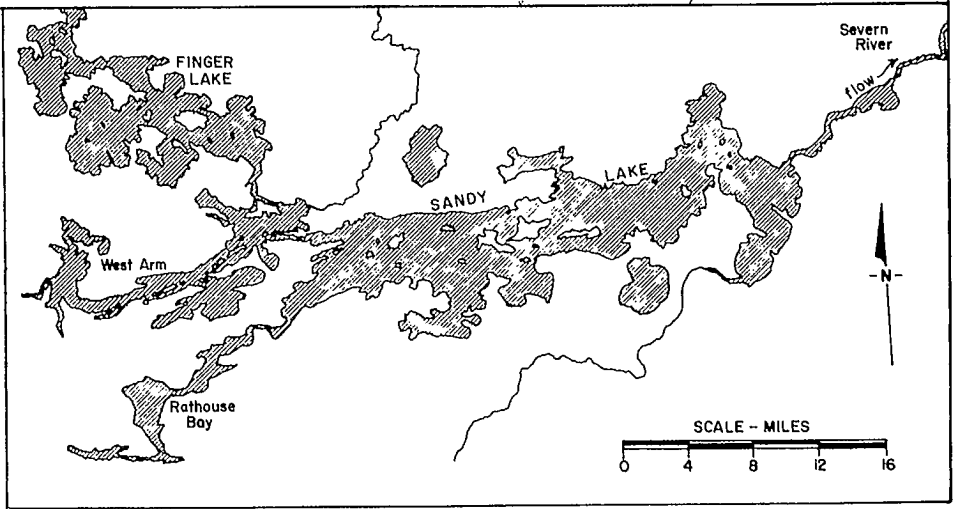 Severn
River
flow
FINGER
LAKE
LAKE
SANDY
West Arm
-N-
Rathouse
Bay
SCALE - MILES
0 4 8 12 16